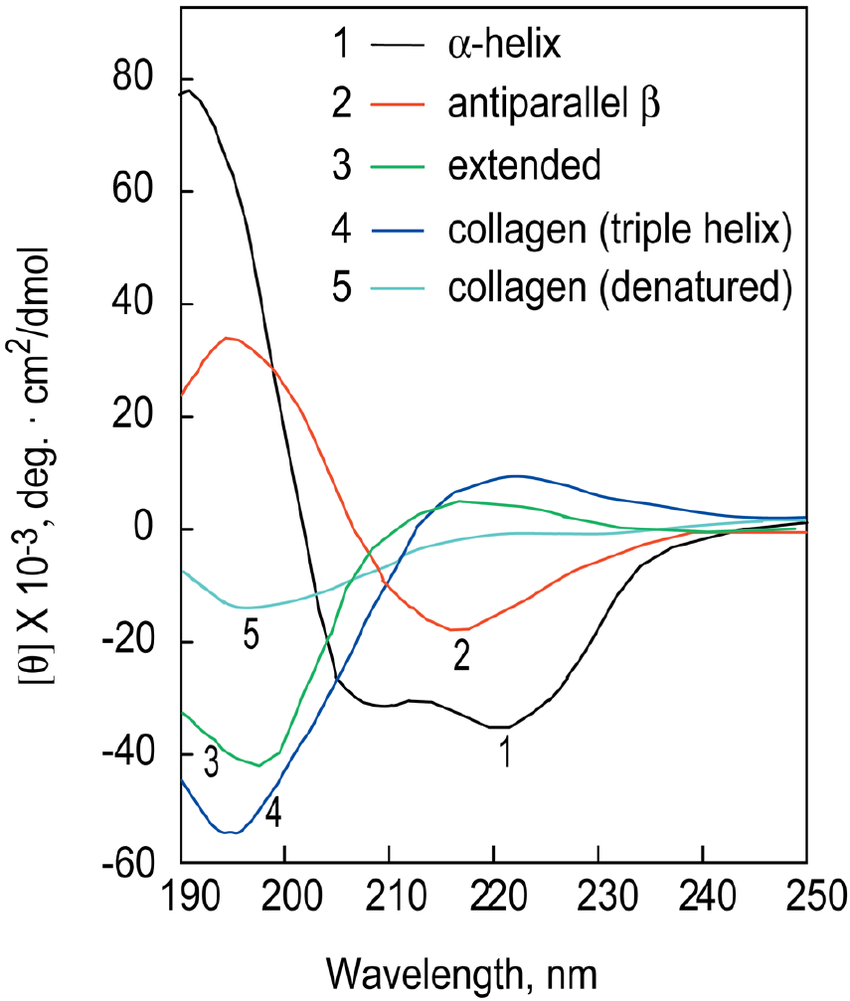 1 α-helix
2 antiparallel β
3 extended
4 collagen (triple helix)
5 collagen (denatured)
[θ] X 10-3, deg. · cm2/dmol
80
60
40
20
0
-20
-40
-60
5
2
3
1
4
190 200 210 220 230 240 250
Wavelength, nm